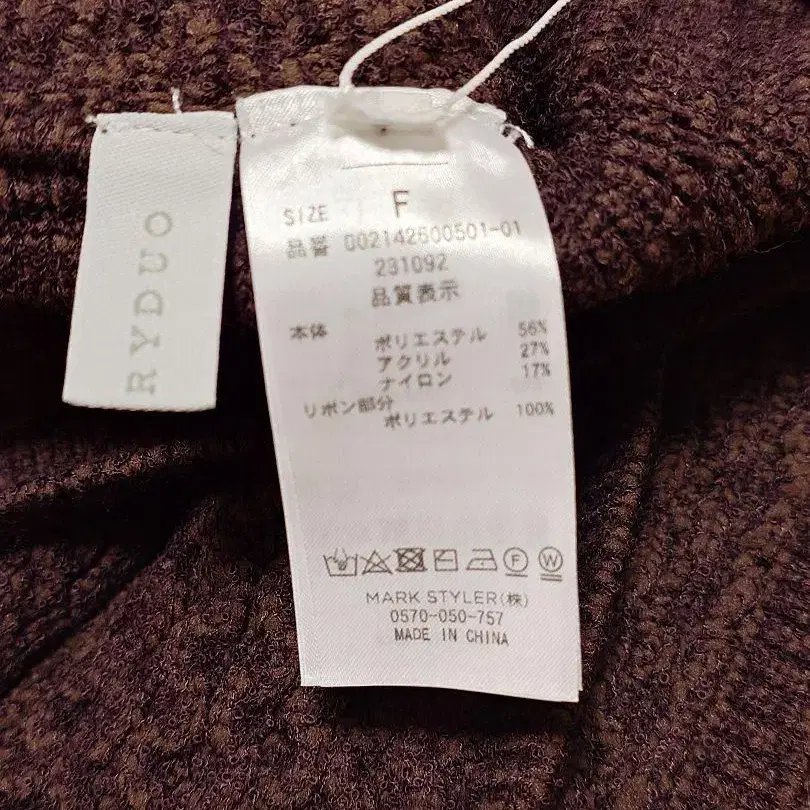 RYDUO
SIZE F
品番 002142600501-01
231092
品質表示
本体 ポリエステル 56%
アクリル 27%
ナイロン 17%
リボン部分
ポリエステル 100%
F W
MARK STYLER(株)
0570-050-757
MADE IN CHINA